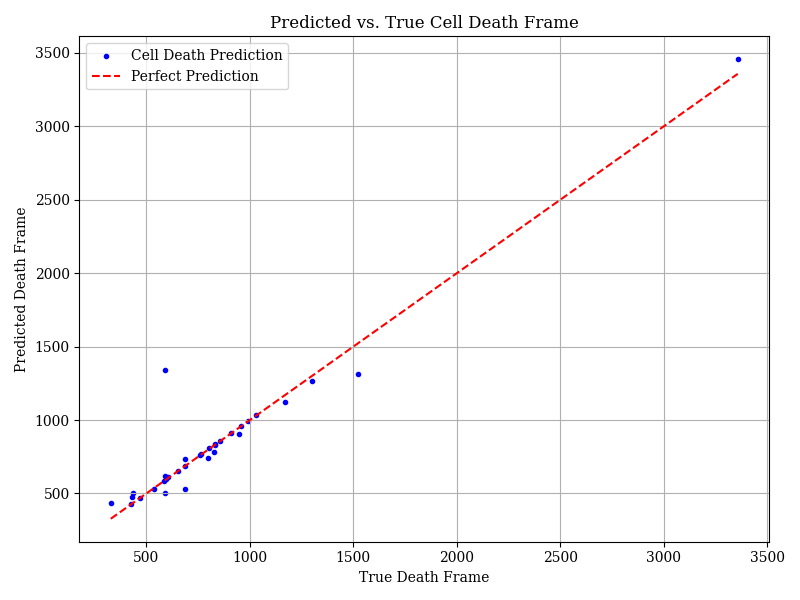 Predicted vs. True Cell Death Frame
Cell Death Prediction
Perfect Prediction
3500
3000
2500
2000
1500
1000
500
Predicted Death Frame
500
1000
1500
2000
2500
3000
3500
True Death Frame